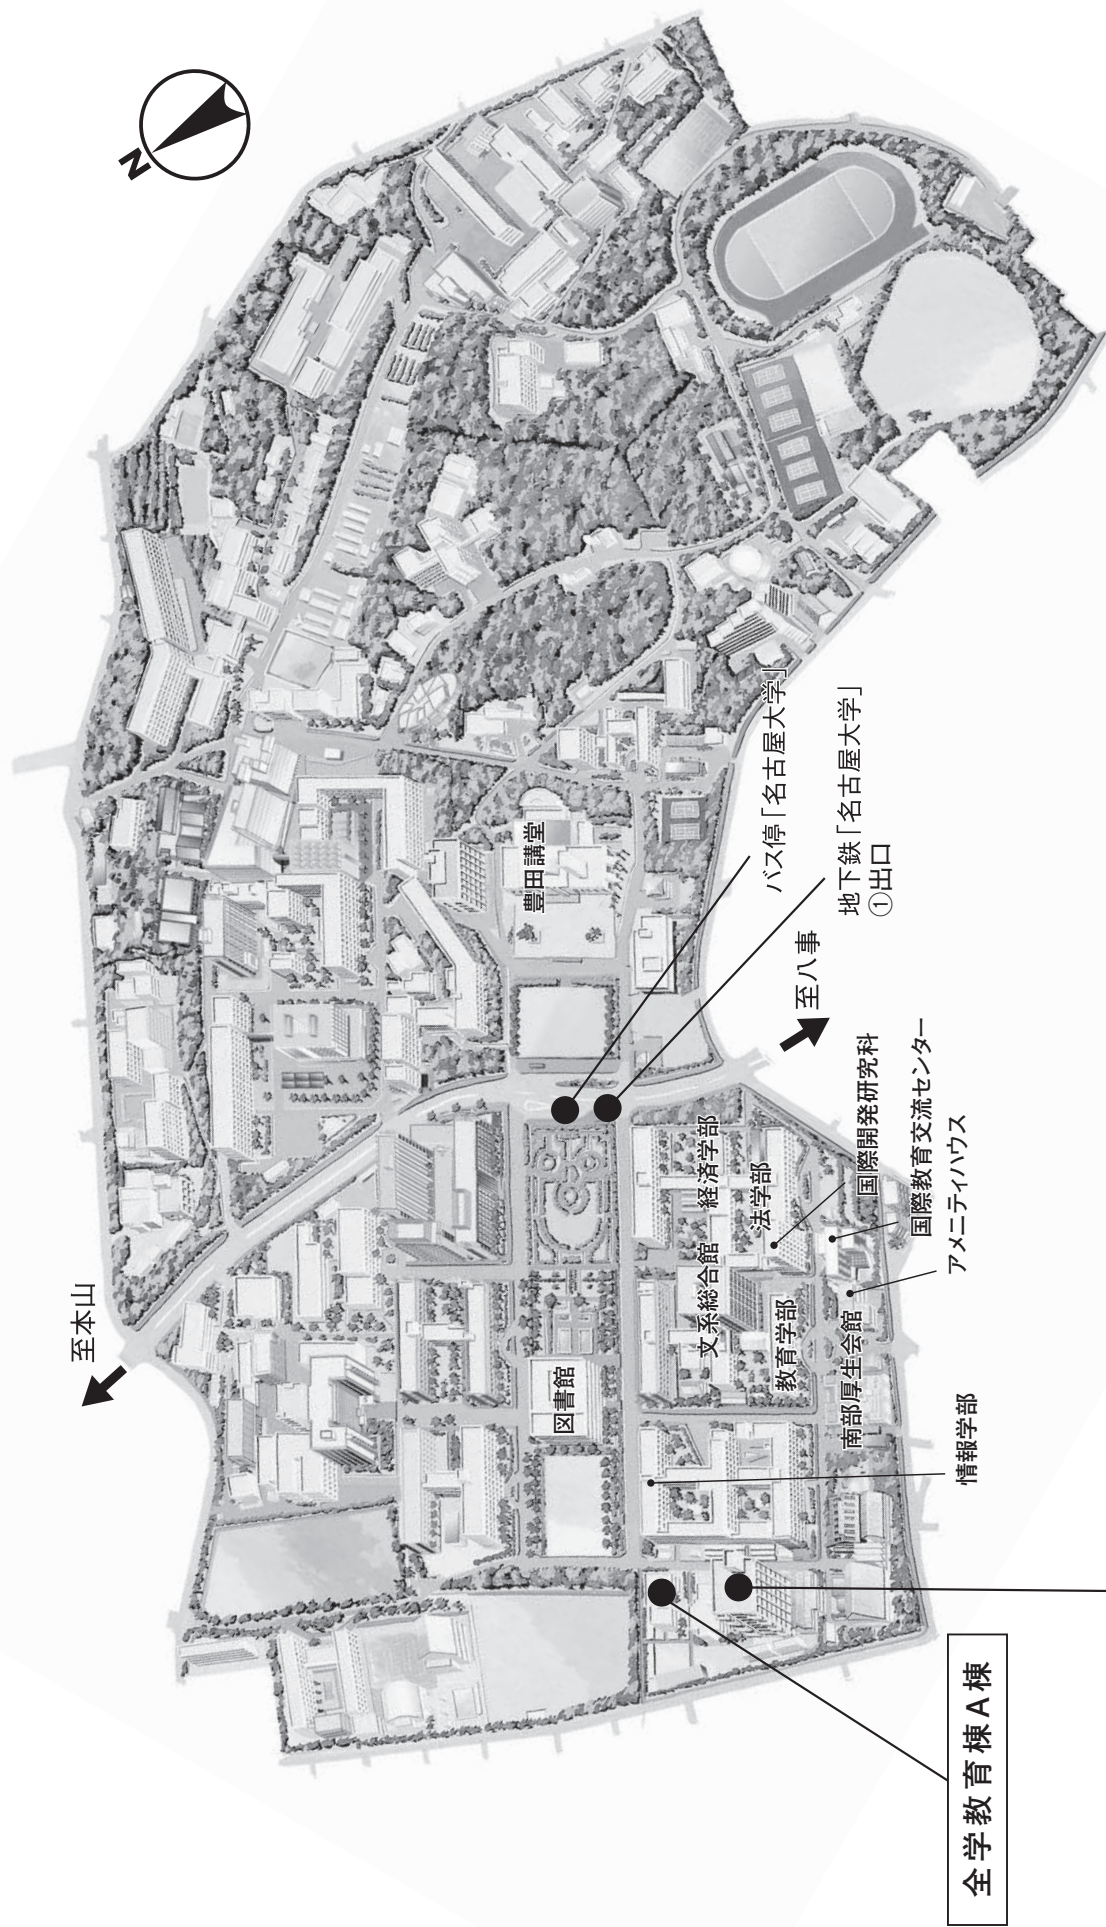 N
至本山
豊田講堂
バス停「名古屋大学」
地下鉄「名古屋大学」
①出口
至八事
経済学部
法学部
国際開発研究科
国際教育交流センター
アメニティハウス
文系総合館
教育学部
南部厚生会館
図書館
情報学部
全学教育棟A棟